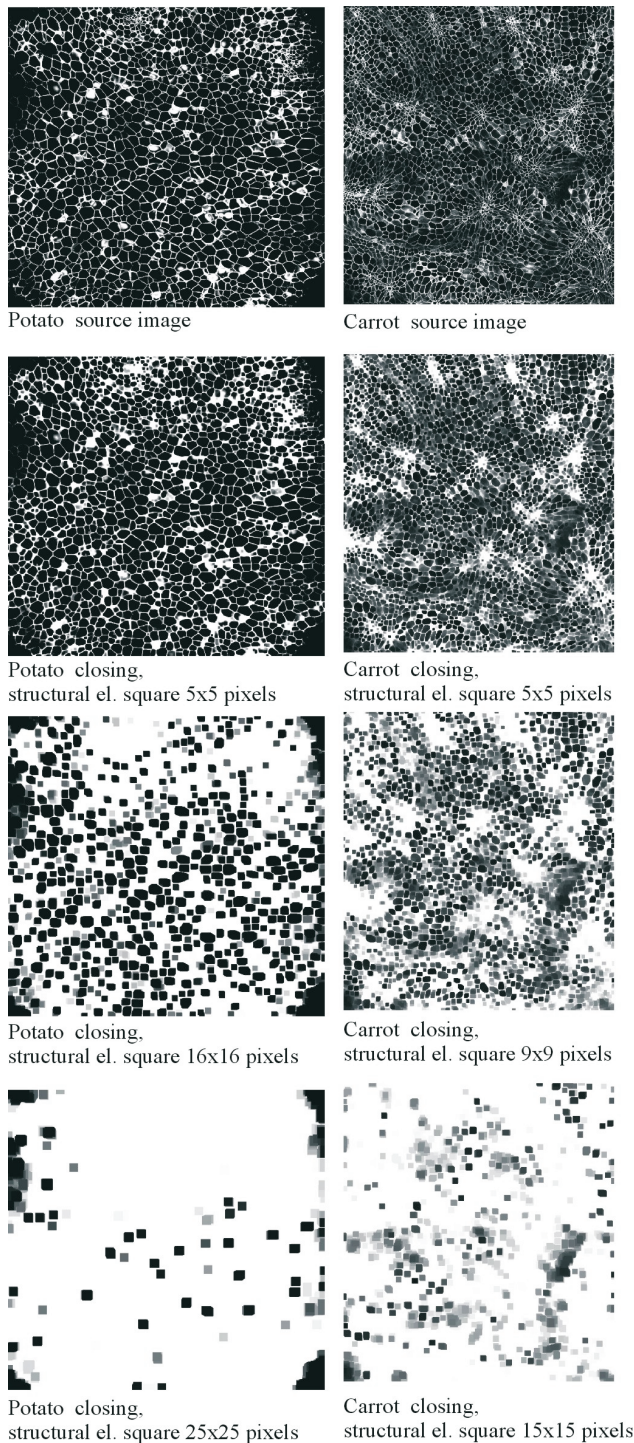 Potato source image
Carrot source image
Potato closing,
structural el. square 5x5 pixels
Carrot closing,
structural el. square 5x5 pixels
Potato closing,
structural el. square 16x16 pixels
Carrot closing,
structural el. square 9x9 pixels
Potato closing,
structural el. square 25x25 pixels
Carrot closing,
structural el. square 15x15 pixels